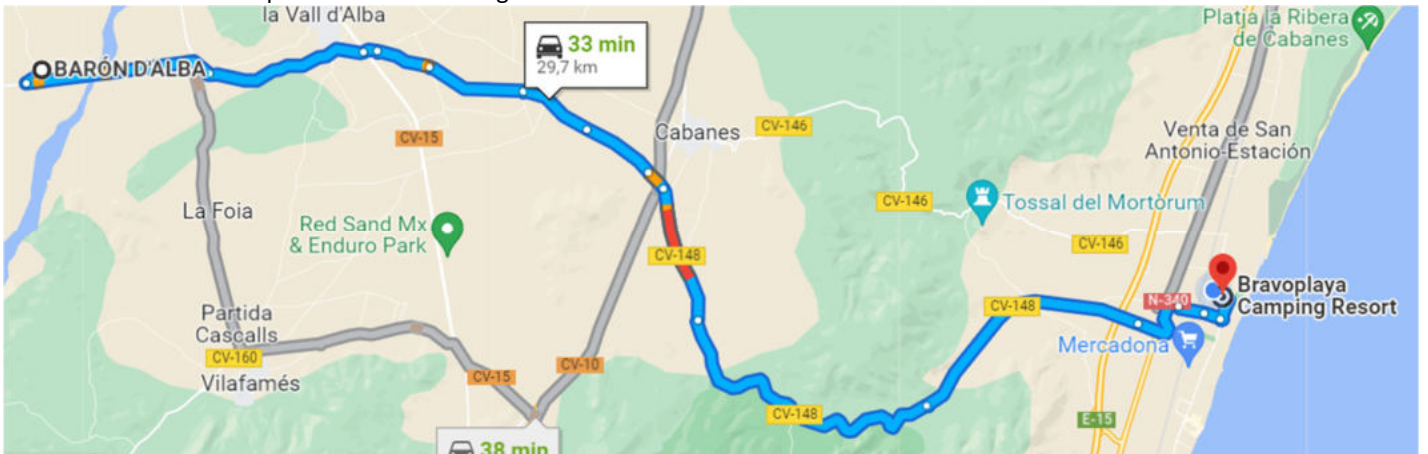 la Vall d'Alba
33 min
29,7 km
Platja la Ribera
de Cabanes
BARÓN D'ALBA
CV-15
Cabanes
CV-146
Venta de San
Antonio-Estación
La Foia
Red Sand Mx
& Enduro Park
CV-146
Tossal del Mortòrum
CV-148
CV-146
Bravoplaya
Camping Resort
N-340
CV-148
Partida
Cascalls
Mercadona
CV-160
Vilafamés
CV-15
CV-10
CV-148
E-15
38 min